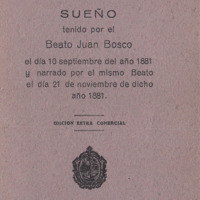 SUEÑO
tenido por el
Beato Juan Bosco
el día 10 septiembre del año 1881
y narrado por el mismo Beato
el día 21 de noviembre de dicho
año 1881.
EDICION EXTRA COMERCIAL